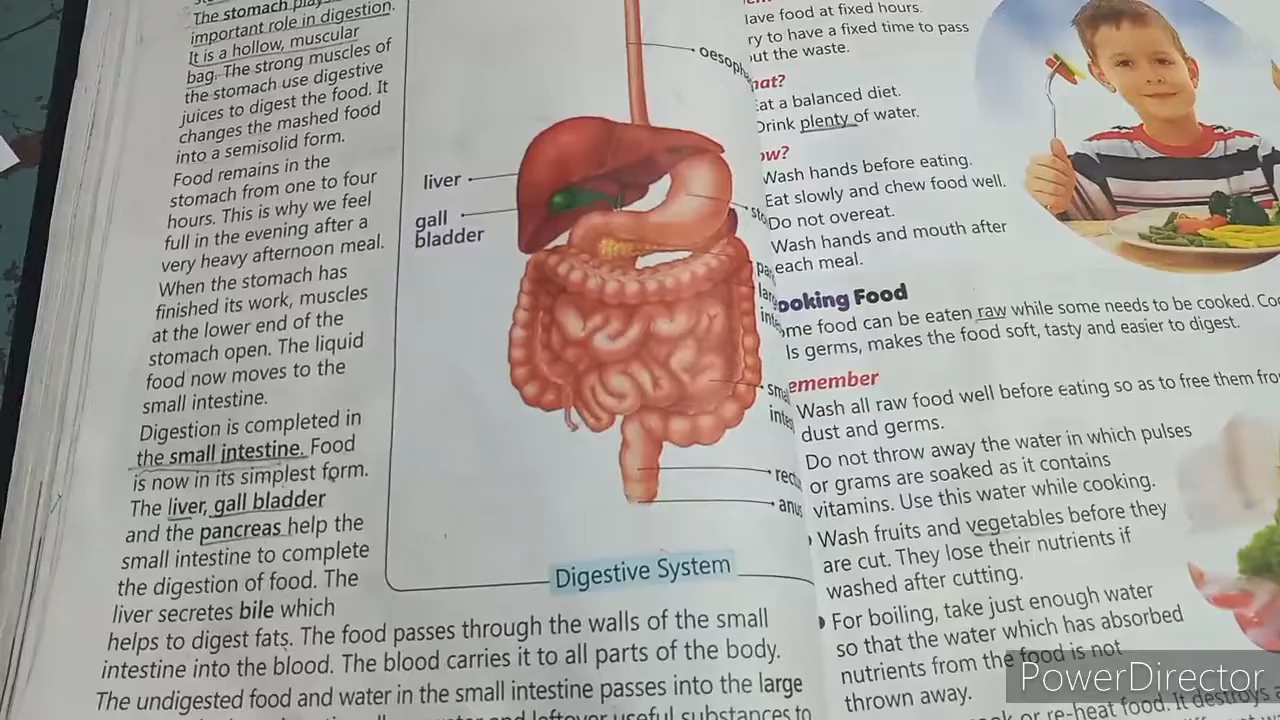 The stomach
important role in digestion.
It is a hollow, muscular
bag. The strong muscles of
the stomach use digestive
juices to digest the food. It
changes the mashed food
into a semisolid form.
Food remains in the
stomach from one to four
hours. This is why we feel
full in the evening after a
very heavy afternoon meal.
When the stomach has
finished its work, muscles
at the lower end of the
stomach open. The liquid
food now moves to the
small intestine.
Digestion is completed in
the small intestine. Food
is now in its simplest form.
The liver, gall bladder
and the pancreas help the
small intestine to complete
the digestion of food. The
liver secretes bile which
helps to digest fats. The food passes through the walls of the small
intestine into the blood. The blood carries it to all parts of the body.
The undigested food and water in the small intestine passes into the large
and leftover useful substances to
liver
gall
bladder
Digestive System
food at fixed hours.
to have a fixed time to pass
the waste.
a balanced diet.
Drink plenty of water.
Wash hands before eating.
Eat slowly and chew food well.
Do not overeat.
Wash hands and mouth after
each meal.
Food
food can be eaten raw while some needs to be cooked.
germs, makes the food soft, tasty and easier to digest.
Wash all raw food well before eating so as to free them
dust and germs.
Do not throw away the water in which pulses
or grams are soaked as it contains
vitamins. Use this water while cooking.
Wash fruits and vegetables before they
are cut. They lose their nutrients if
washed after cutting.
For boiling, take just enough water
so that the water which has absorbed
nutrients from the food is not
thrown away.
or re-heat food. It destroys
PowerDirector